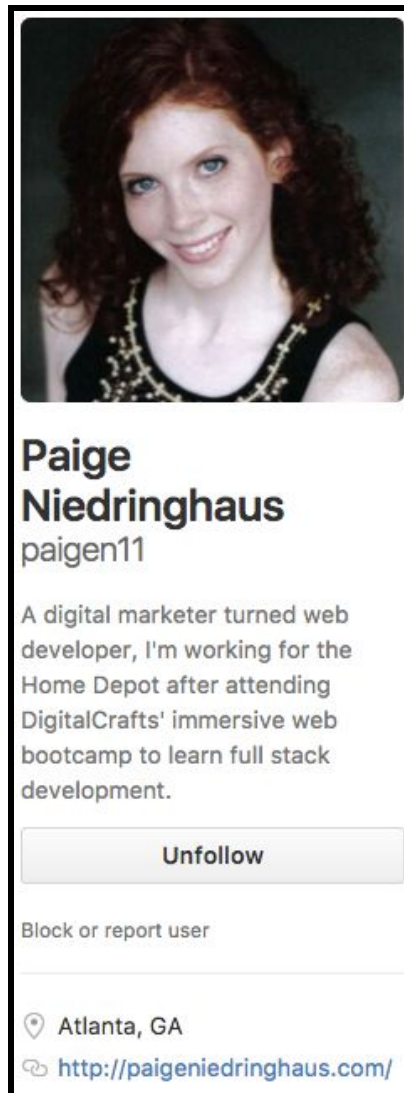 Paige
Niedringhaus
paigen11
A digital marketer turned web
developer, I'm working for the
Home Depot after attending
DigitalCrafts' immersive web
bootcamp to learn full stack
development.
Unfollow
Block or report user
Atlanta, GA
http://paigeniedringhaus.com/